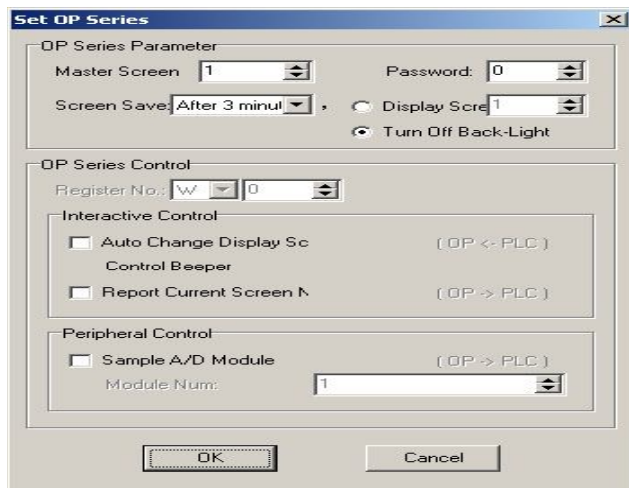 Set OP Series
OP Series Parameter
Master Screen 1 Password: 0
Screen Save: After 3 minul , Display Scre 1
Turn Off Back-Light
OP Series Control
Register No.: W 0
Interactive Control
Auto Change Display Sc ( OP <- PLC )
Control Beeper
Report Current Screen N ( OP -> PLC )
Peripheral Control
Sample A/D Module ( OP -> PLC )
Module Num: 1
OK Cancel